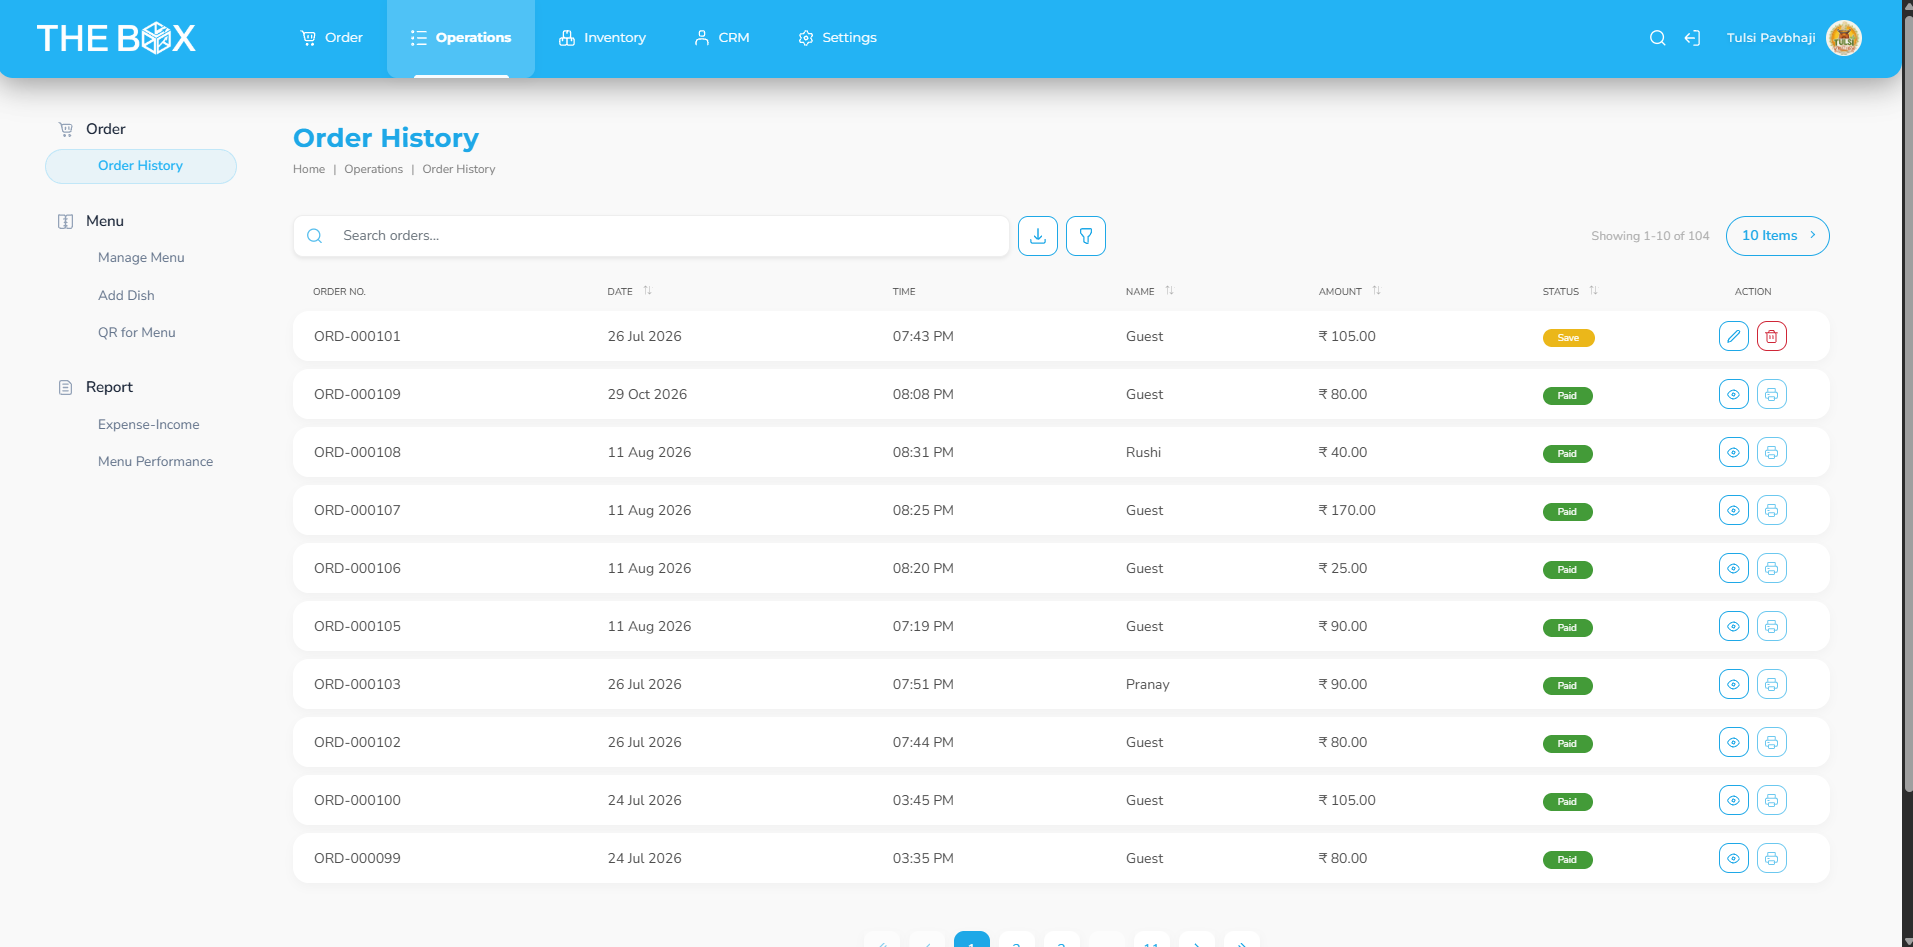 THE BOX
Order
Operations
Inventory
CRM
Settings
Tulsi Pavbhaji
TULSI
Order
Order History
Menu
Manage Menu
Add Dish
QR for Menu
Report
Expense-Income
Menu Performance
Order History
Home | Operations | Order History
Search orders...
Showing 1-10 of 104
10 Items
ORDER NO. DATE TIME NAME AMOUNT STATUS ACTION
ORD-000101 26 Jul 2026 07:43 PM Guest ₹ 105.00 Save
ORD-000109 29 Oct 2026 08:08 PM Guest ₹ 80.00 Paid
ORD-000108 11 Aug 2026 08:31 PM Rushi ₹ 40.00 Paid
ORD-000107 11 Aug 2026 08:25 PM Guest ₹ 170.00 Paid
ORD-000106 11 Aug 2026 08:20 PM Guest ₹ 25.00 Paid
ORD-000105 11 Aug 2026 07:19 PM Guest ₹ 90.00 Paid
ORD-000103 26 Jul 2026 07:51 PM Pranay ₹ 90.00 Paid
ORD-000102 26 Jul 2026 07:44 PM Guest ₹ 80.00 Paid
ORD-000100 24 Jul 2026 03:45 PM Guest ₹ 105.00 Paid
ORD-000099 24 Jul 2026 03:35 PM Guest ₹ 80.00 Paid
1 2 3 11